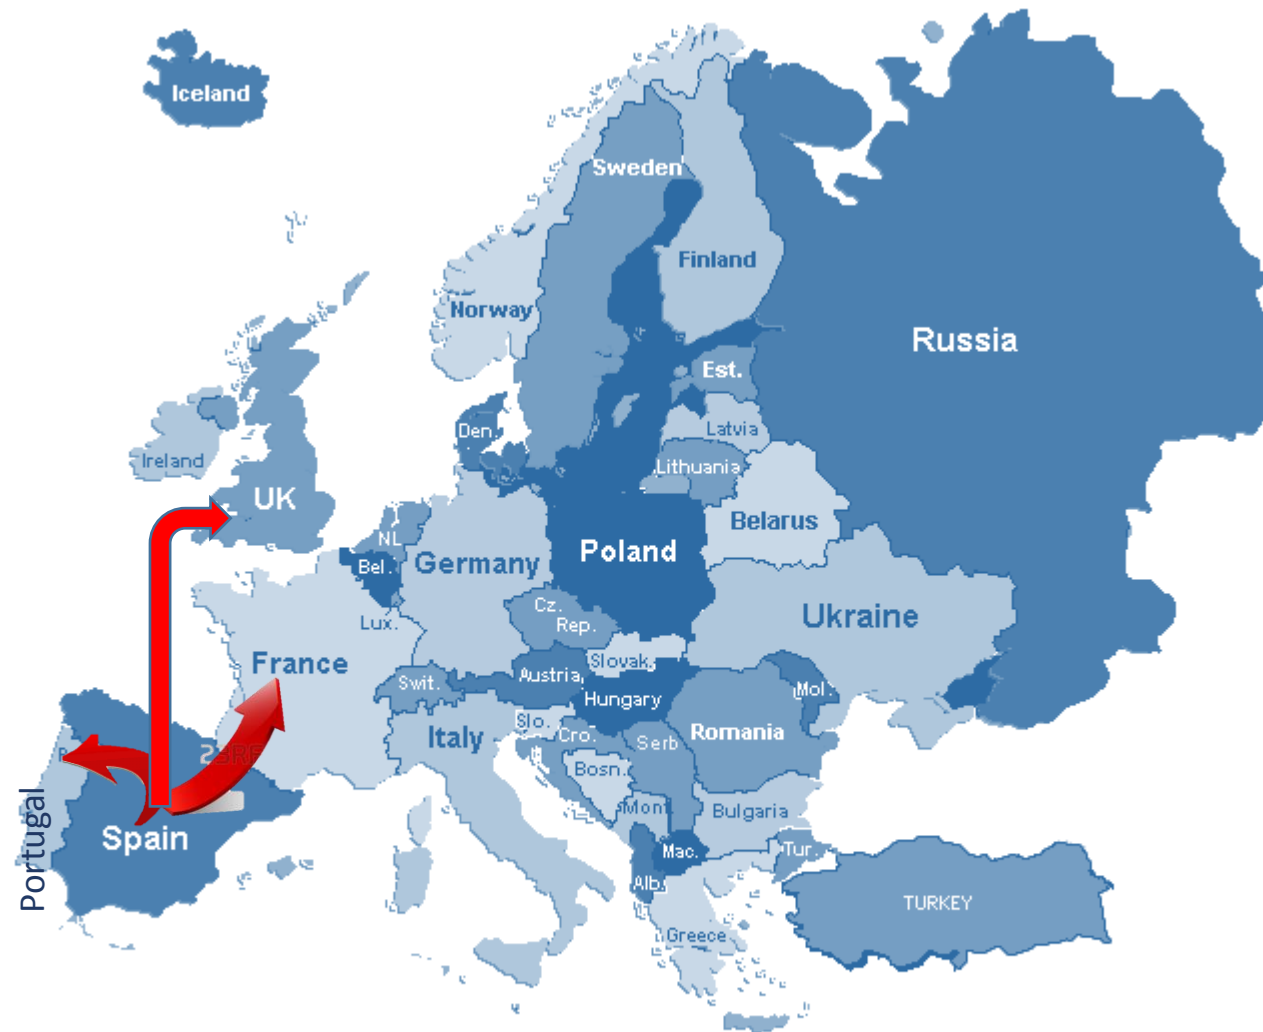 Iceland
Sweden
Finland
Norway
Russia
Est.
Latvia
Den.
Lithuania
Ireland
UK
Belarus
NL
Poland
Bel.
Germany
Cz.
Rep.
Ukraine
Lux.
France
Slovak.
Austria
Swit.
Hungary
Mol.
Slo.
Romania
Italy
Cro.
Serb
Bosn.
Mont
Bulgaria
Portugal
Spain
Mac.
Tur.
Alb.
TURKEY
Greece